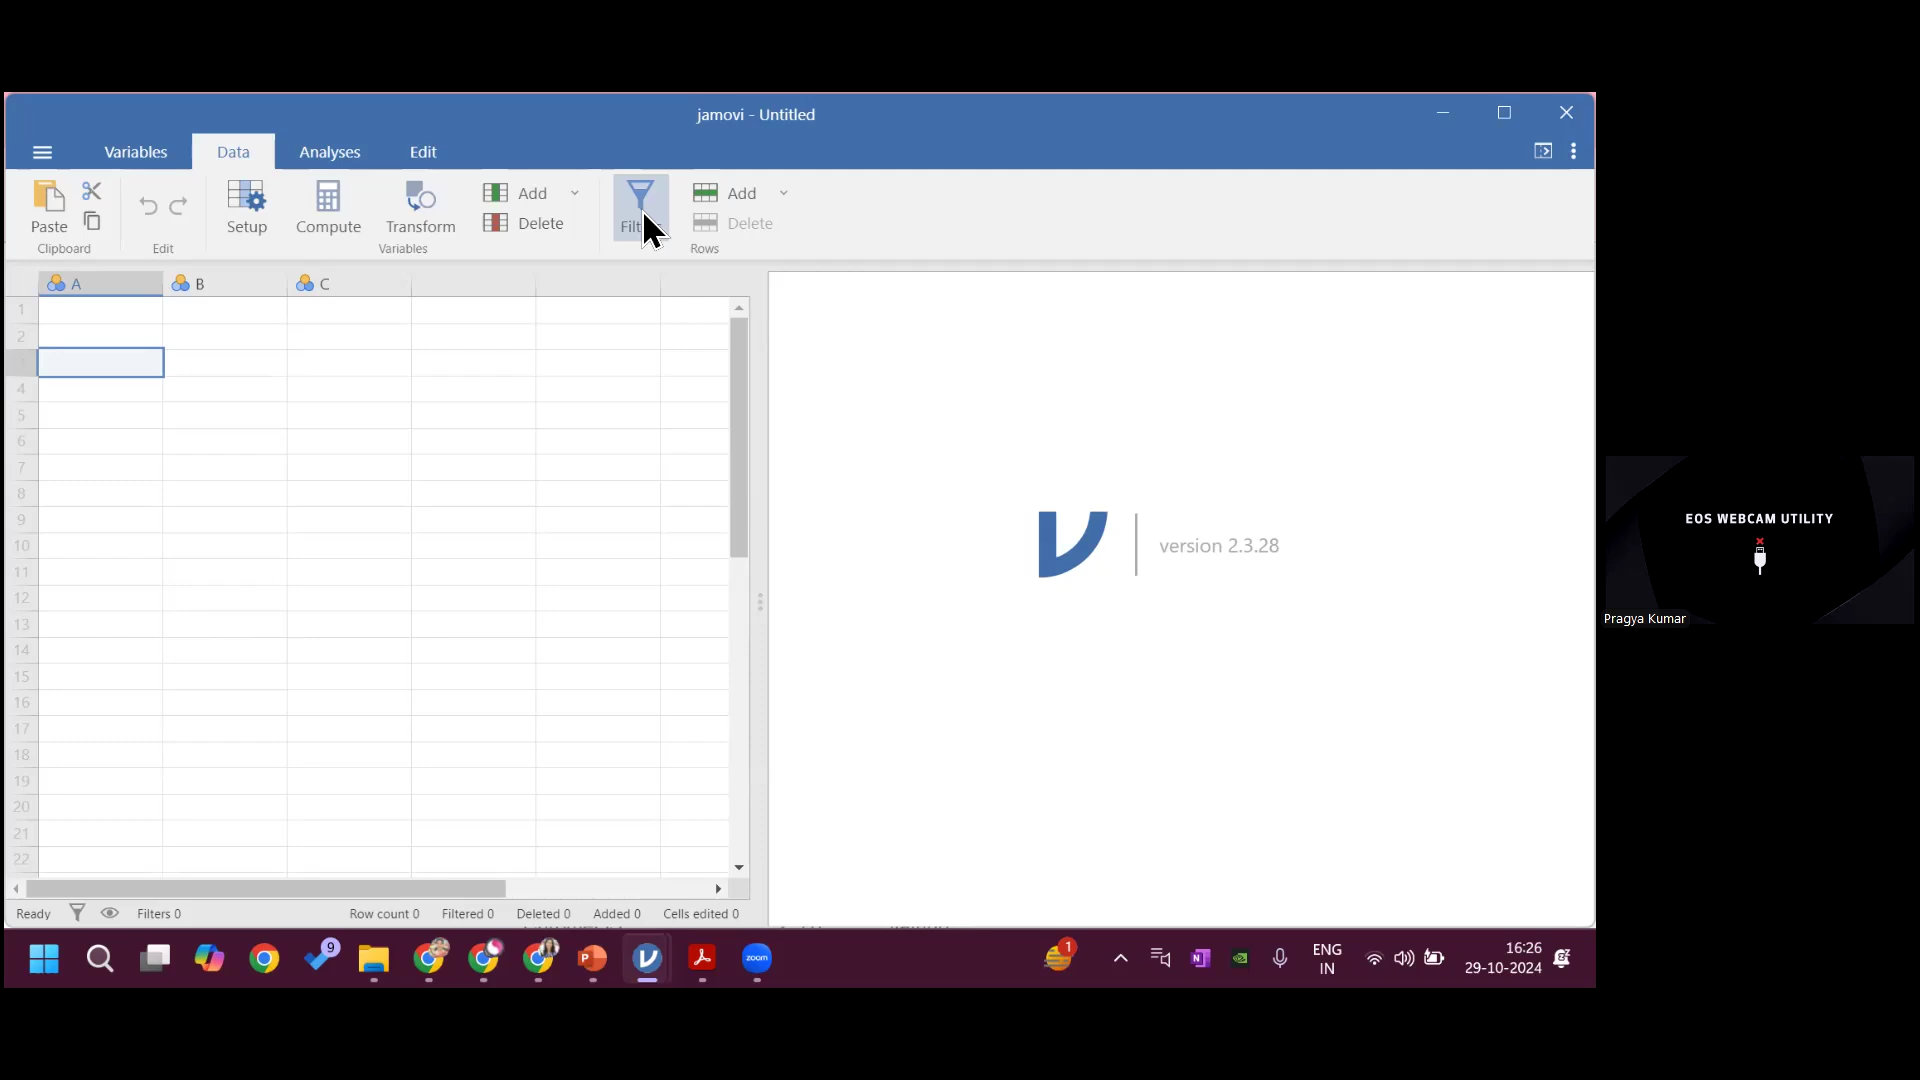 jamovi - Untitled
Variables Data Analyses Edit
Paste Setup Compute Transform Add Delete Add Delete
Clipboard Edit Variables Rows
A B C
1
2
4
5
6
7
8
9
10
11
12
13
14
15
16
17
18
19
20
21
22
version 2.3.28
EOS WEBCAM UTILITY
Pragya Kumar
Ready Filters 0 Row count 0 Filtered 0 Deleted 0 Added 0 Cells edited 0
9 P zoom 1 N ENG IN 16:26
29-10-2024